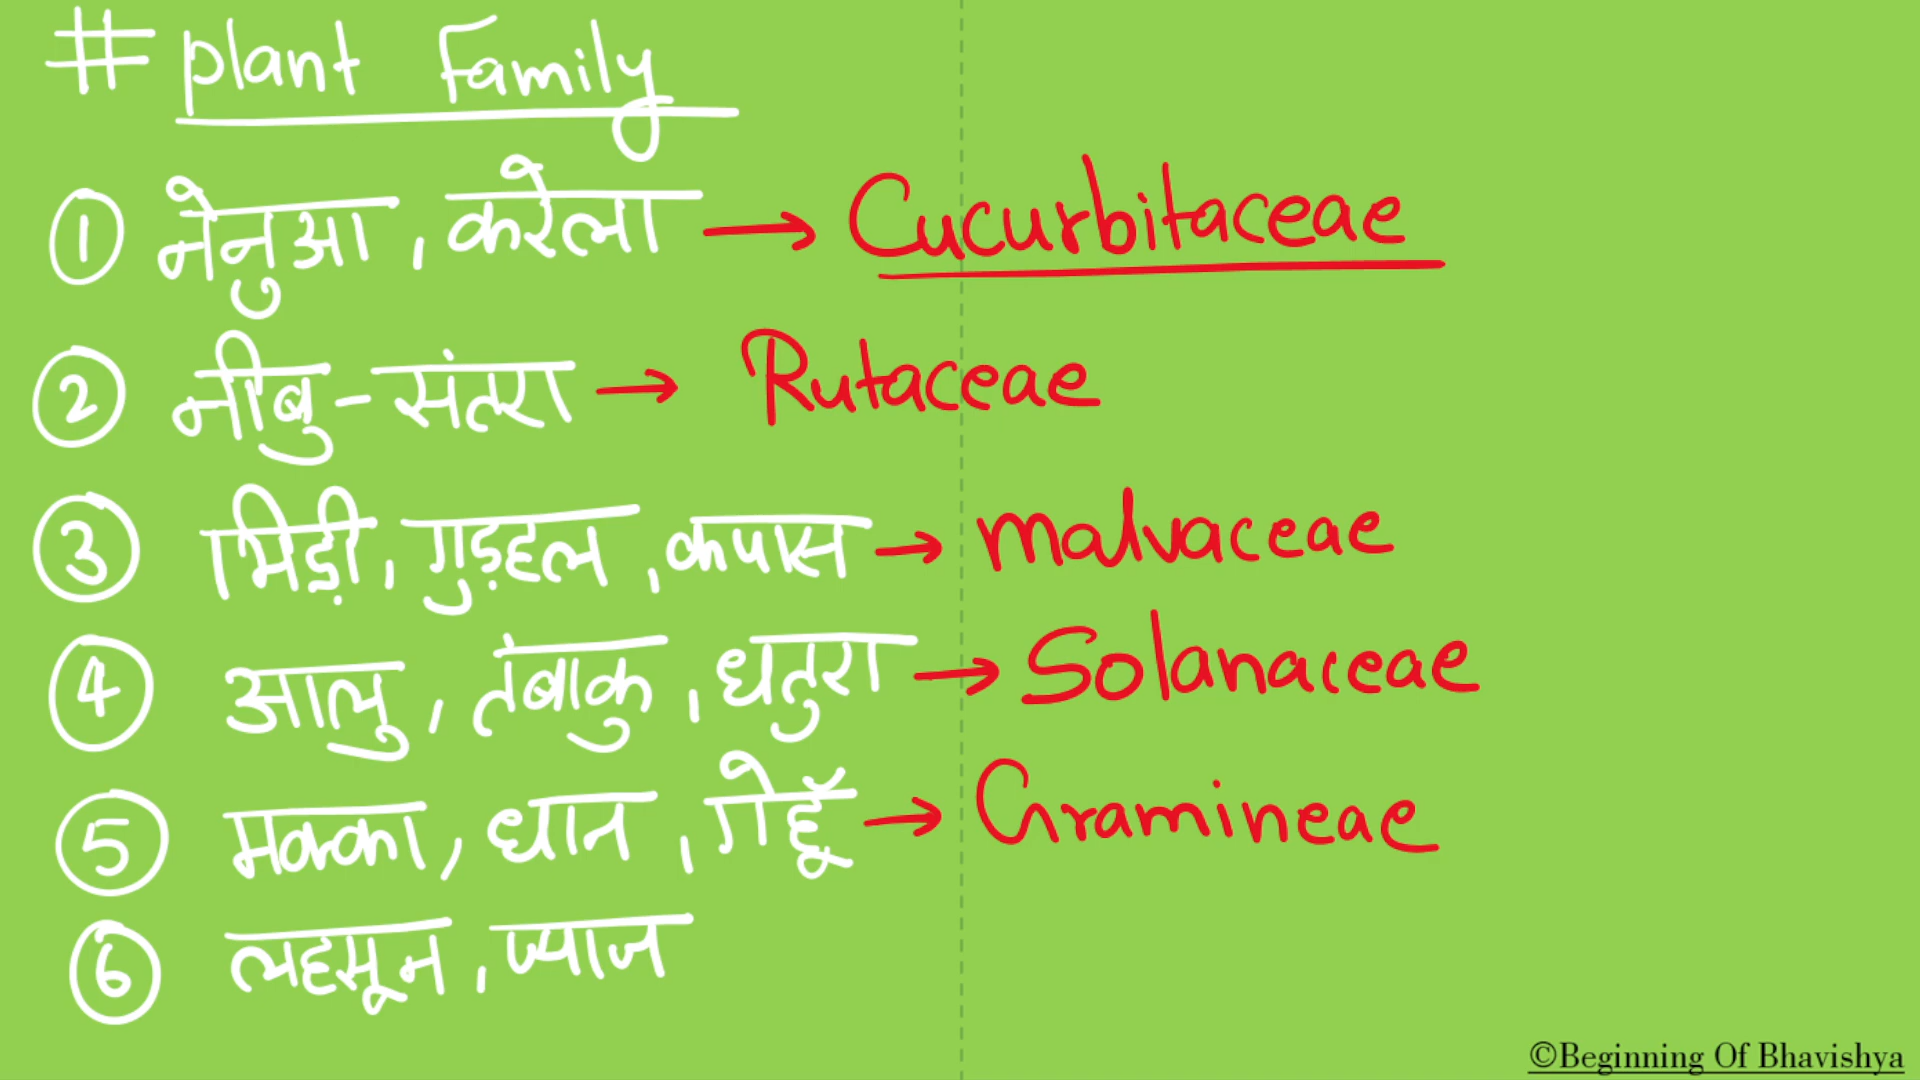 # plant Family
① नेनुआ, करेला → Cucurbitaceae
② नीबु - संतरा → Rutaceae
③ भिड़ी, गुड़हल, कपास → malvaceae
④ आलु, तंबाकु, धतुरा → Solanaceae
⑤ मक्का, धान, गेहूँ → Gramineae
⑥ लहसून, प्याज
©Beginning Of Bhavishya